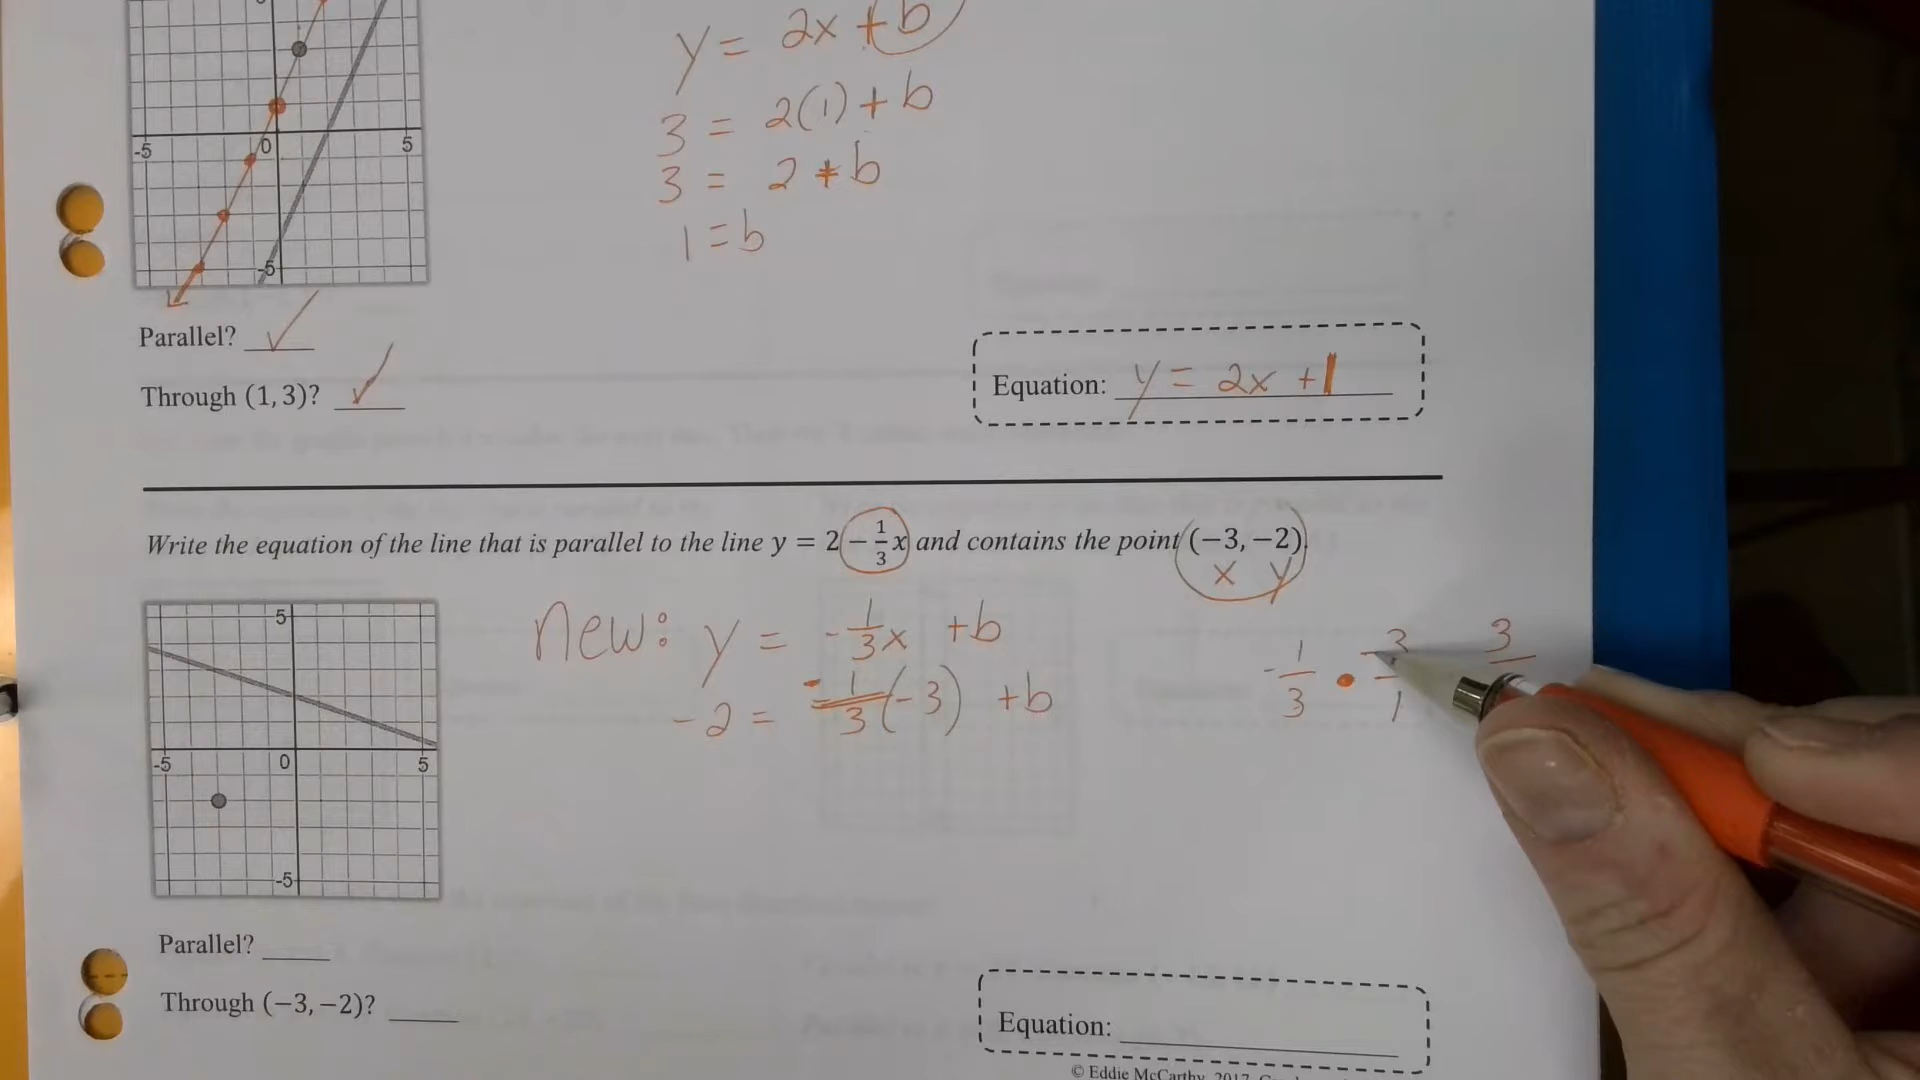 y = 2x + b
3 = 2(1) + b
3 = 2 + b
1 = b
-5 0 5
-5
Parallel? ✓
Through (1, 3)? ✓
Equation: y = 2x + 1
Write the equation of the line that is parallel to the line y = 2 − 1/3 x and contains the point (−3, −2).
x y
5
-5 0 5
-5
new: y = -1/3 x + b
-2 = -1/3 (-3) + b
-1/3 • -3/1 3
Parallel?
Through (−3, −2)?
Equation:
© Eddie McCarthy, 2017